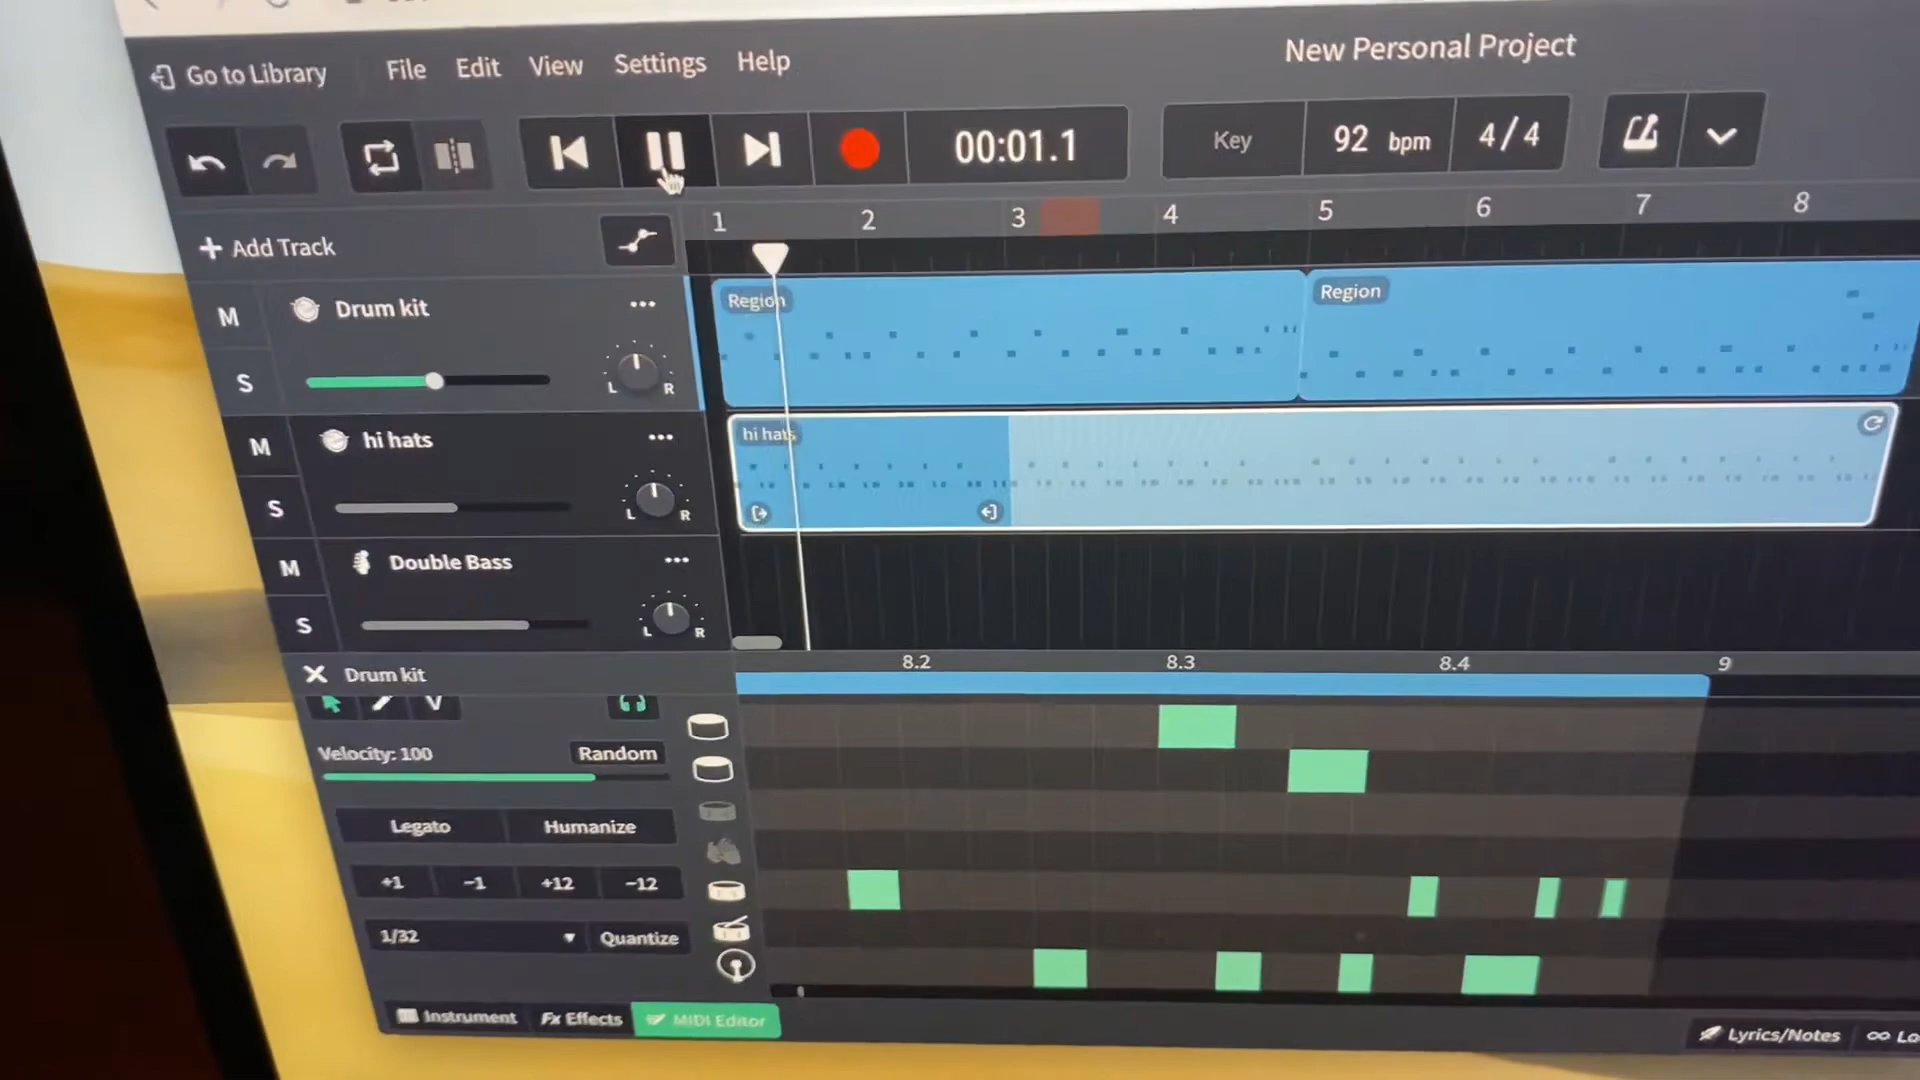 Go to Library File Edit View Settings Help New Personal Project
00:01.1 Key 92 bpm 4/4
1 2 3 4 5 6 7 8
+ Add Track
M Drum kit ... Region Region
S L R
M hi hats ... hi hats
S L R
M Double Bass ...
S L R
8.2 8.3 8.4 9
X Drum kit
Velocity: 100 Random
Legato Humanize
+1 -1 +12 -12
1/32 Quantize
Instrument Fx Effects MIDI Editor Lyrics/Notes